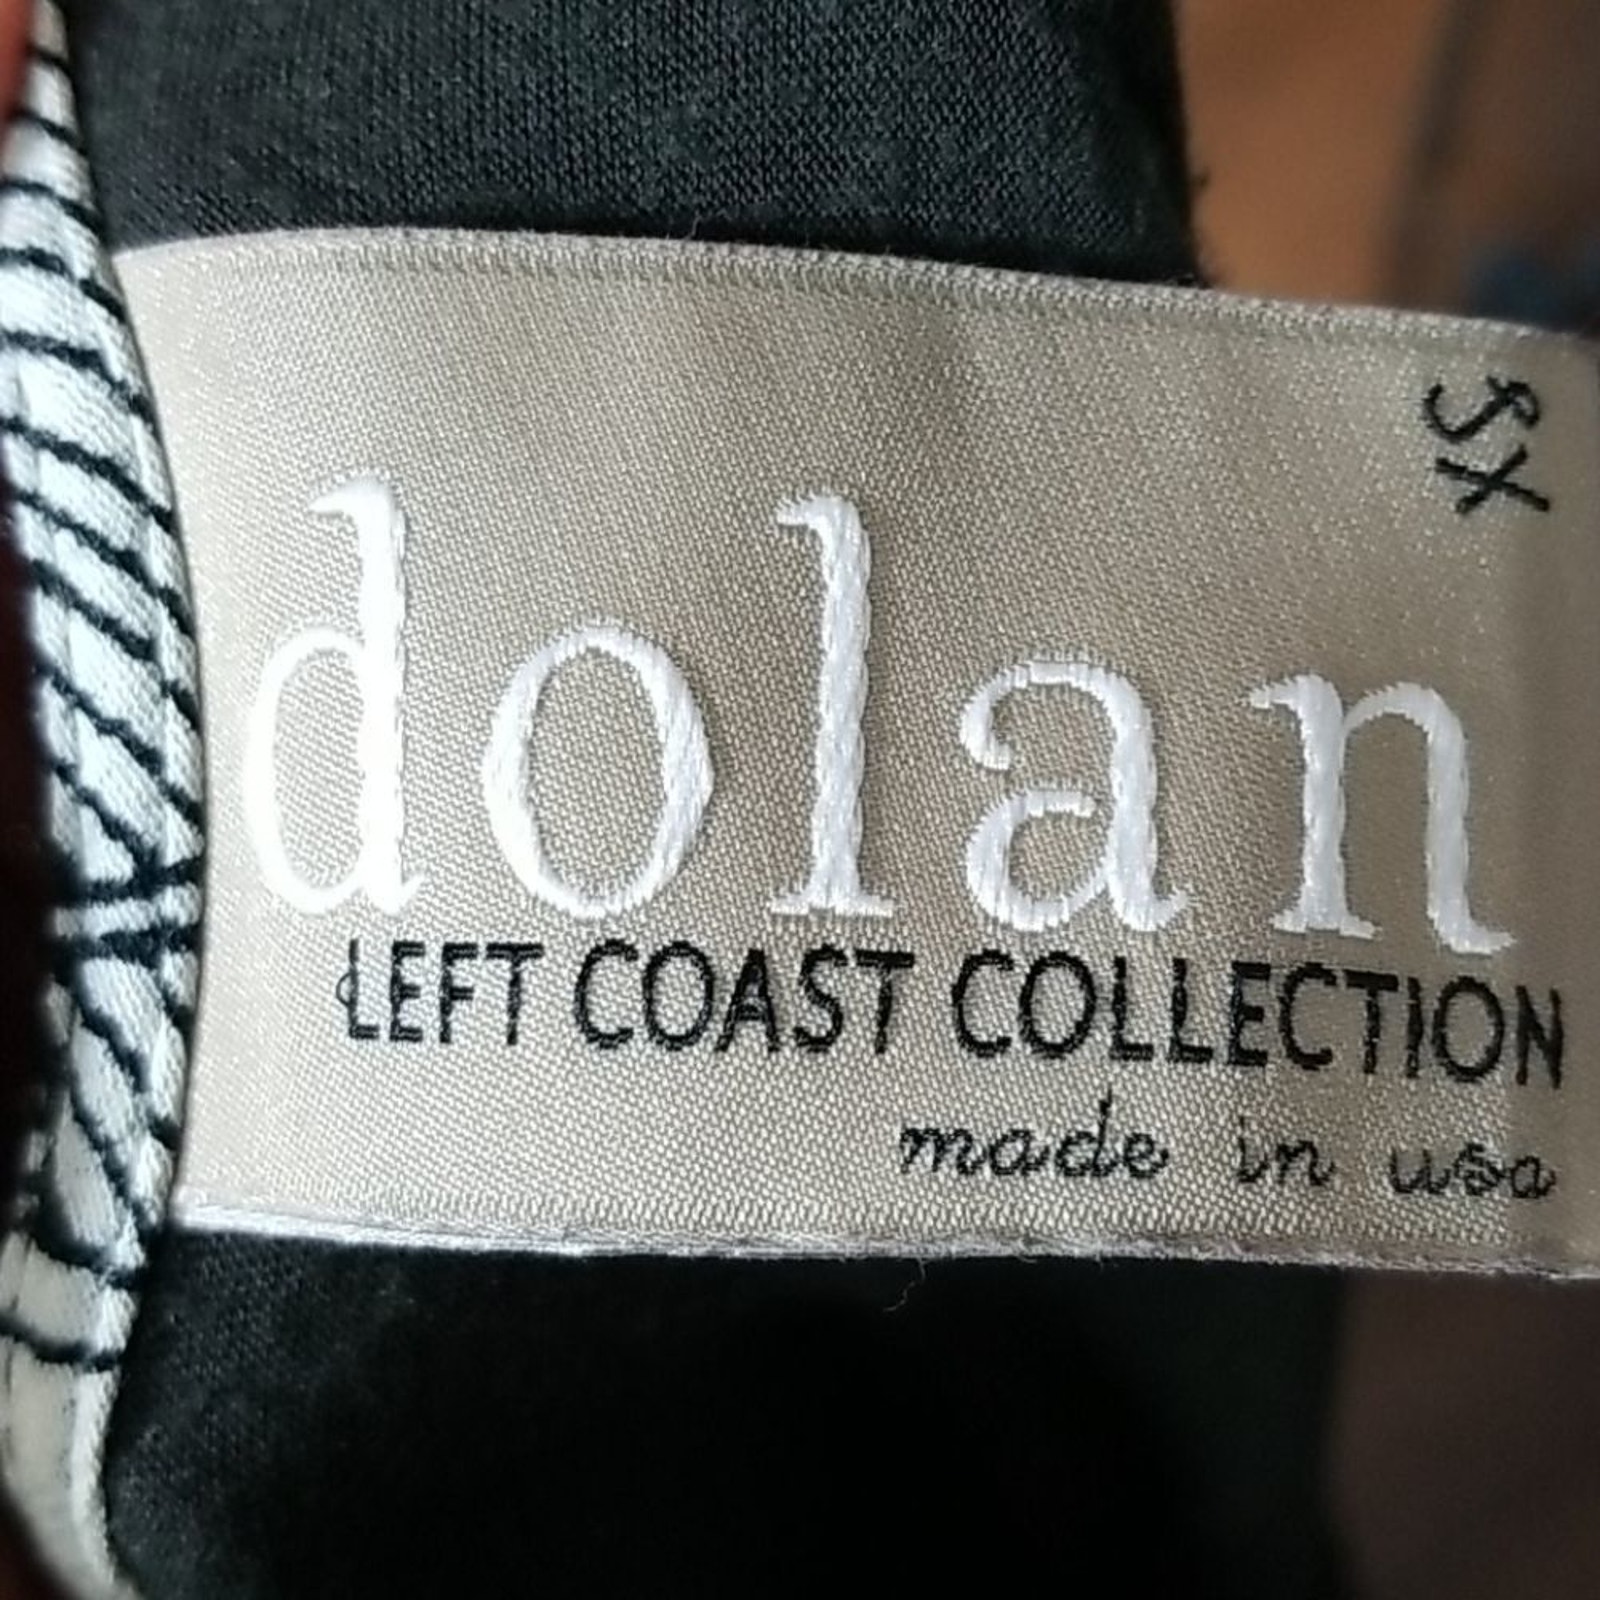 XS
dolan
LEFT COAST COLLECTION
made in usa